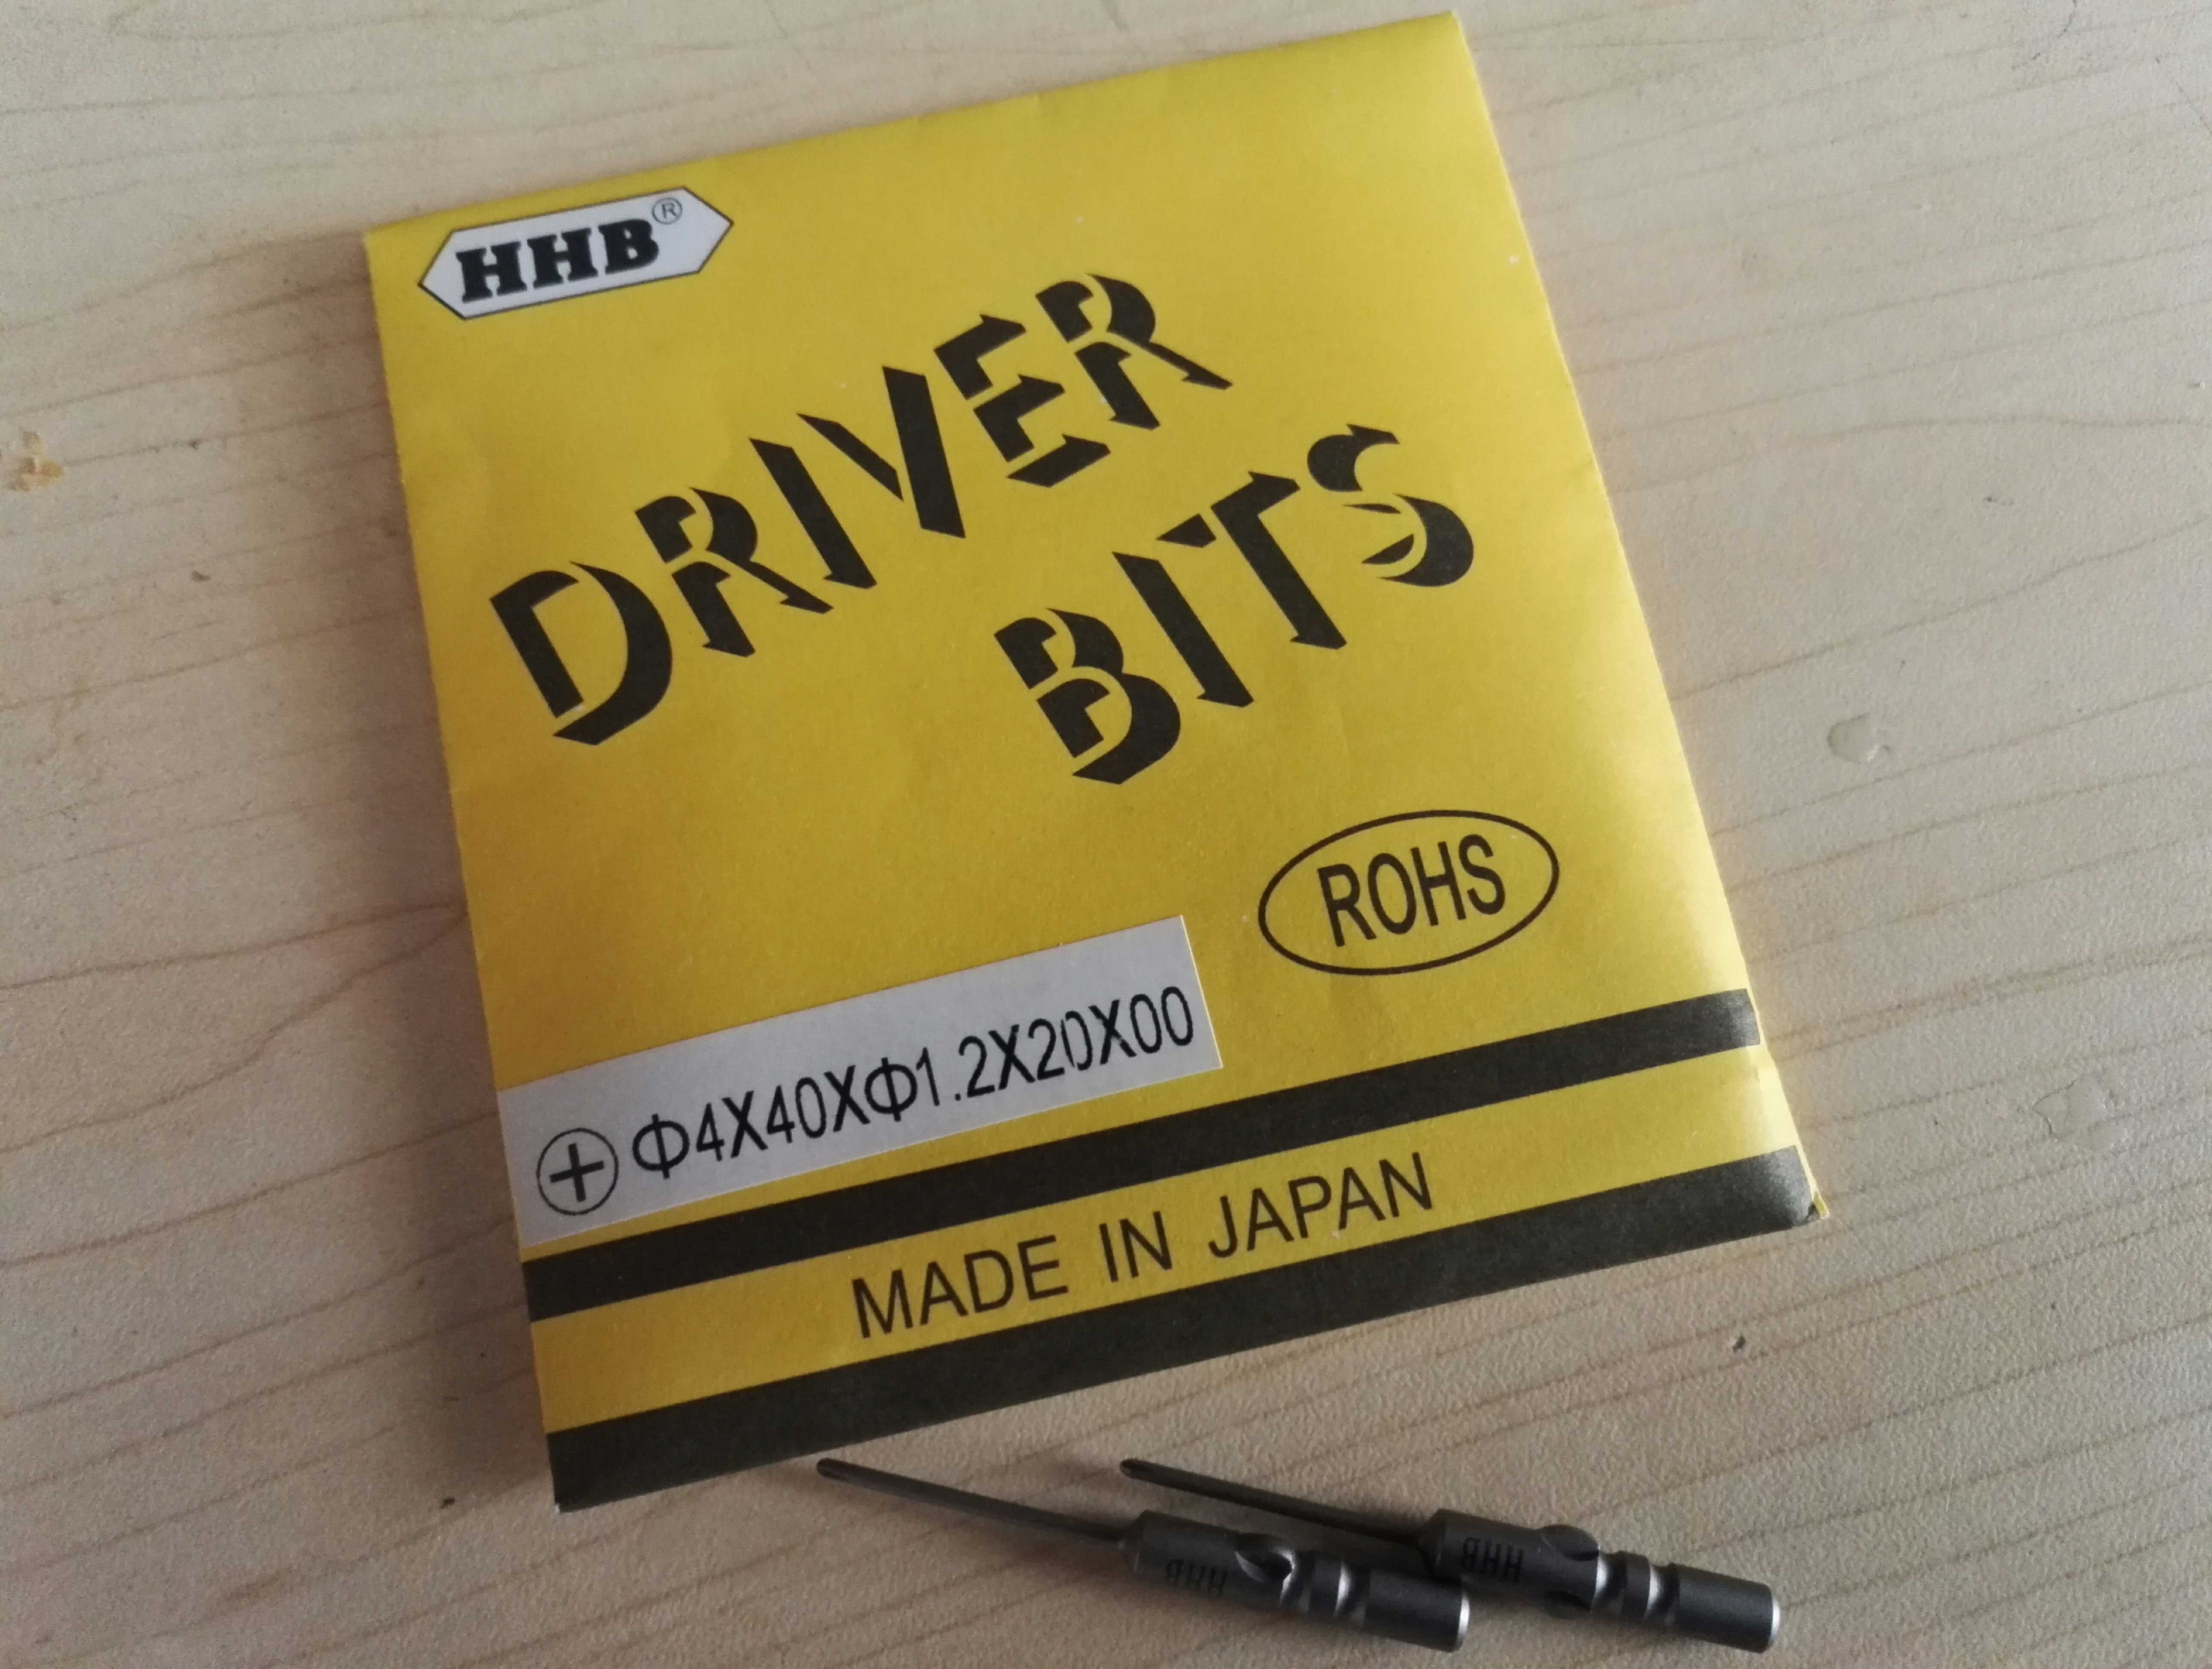 HHB®
DRIVER
BITS
ROHS
⊕ Φ4X40XΦ1.2X20X00
MADE IN JAPAN
HHB
HHB